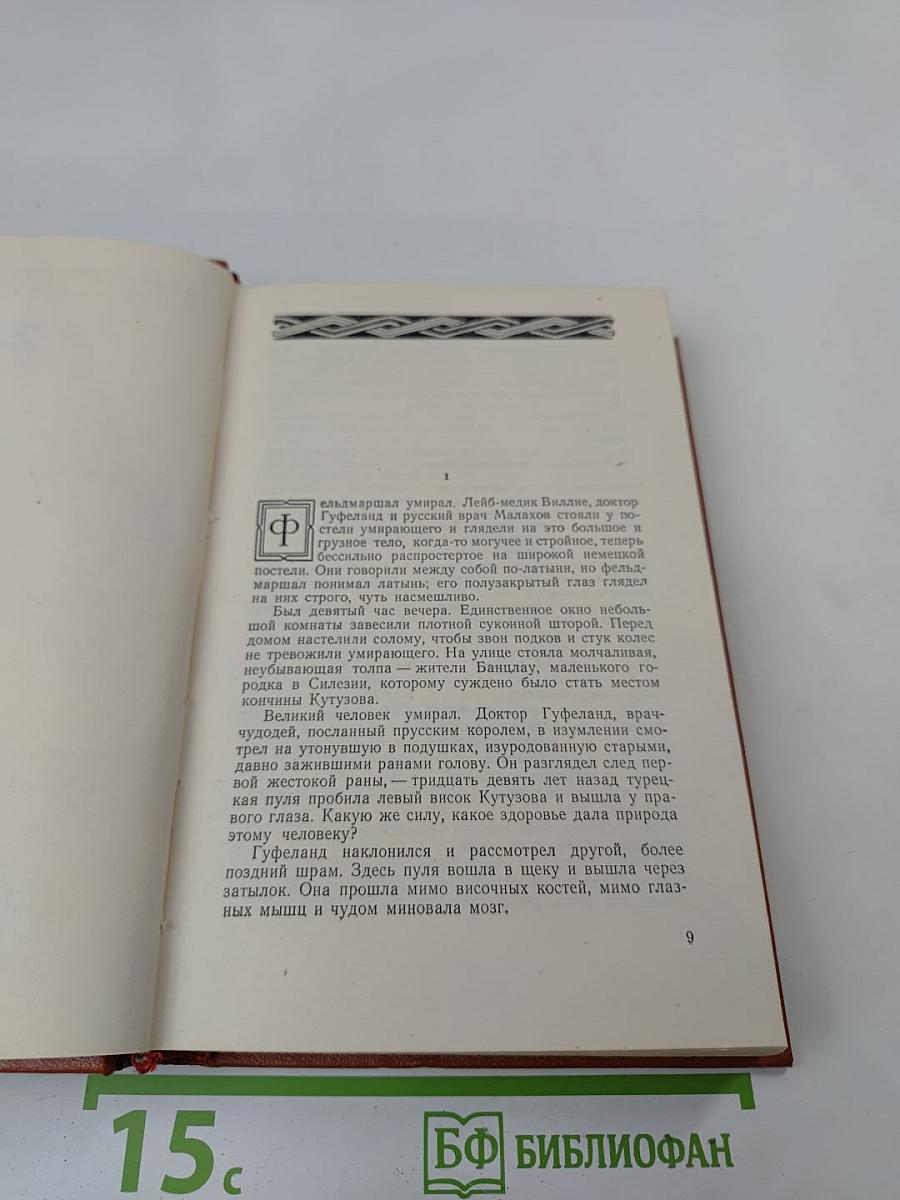 1
Фельдмаршал умирал. Лейб-медик Виллие, доктор
Гуфеланд и русский врач Малахов стояли у по-
стели умирающего и глядели на это большое и
грузное тело, когда-то могучее и стройное, теперь
бессильно распростертое на широкой немецкой
постели. Они говорили между собой по-латыни, но фельд-
маршал понимал латынь; его полузакрытый глаз глядел
на них строго, чуть насмешливо.
Был девятый час вечера. Единственное окно неболь-
шой комнаты завесили плотной суконной шторой. Перед
домом настелили солому, чтобы звон подков и стук колес
не тревожили умирающего. На улице стояла молчаливая,
неубывающая толпа — жители Банцлау, маленького го-
родка в Силезии, которому суждено было стать местом
кончины Кутузова.
Великий человек умирал. Доктор Гуфеланд, врач-
чудодей, посланный прусским королем, в изумлении смо-
трел на утонувшую в подушках, изуродованную старыми,
давно зажившими ранами голову. Он разглядел след пер-
вой жестокой раны, — тридцать девять лет назад турец-
кая пуля пробила левый висок Кутузова и вышла у пра-
вого глаза. Какую же силу, какое здоровье дала природа
этому человеку?
Гуфеланд наклонился и рассмотрел другой, более
поздний шрам. Здесь пуля вошла в щеку и вышла через
затылок. Она прошла мимо височных костей, мимо глаз-
ных мышц и чудом миновала мозг.
9
15 с
БФ БИБЛИОФАН